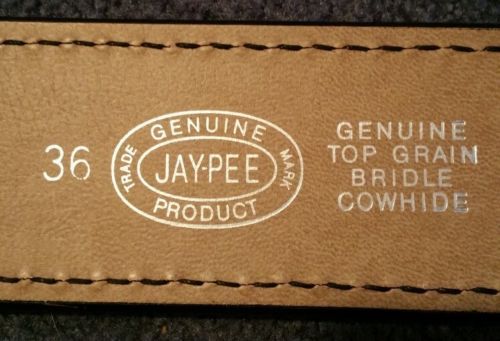 36
GENUINE
TRADE MARK
JAY-PEE
PRODUCT
GENUINE
TOP GRAIN
BRIDLE
COWHIDE